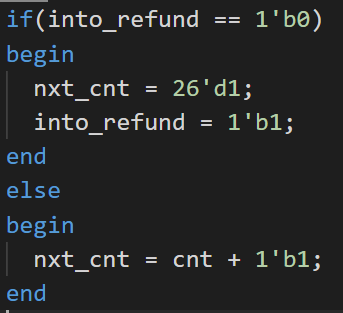 if(into_refund == 1'b0)
begin
  nxt_cnt = 26'd1;
  into_refund = 1'b1;
end
else
begin
  nxt_cnt = cnt + 1'b1;
end